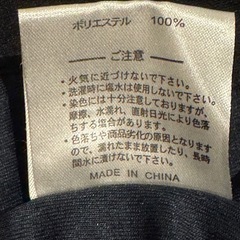 ポリエステル 100%
ー ご注意 ー
・火気に近づけないで下さい。
・洗濯時に塩水は使用しないで下さい。
・染色には十分注意しておりますが、
摩擦、水濡れ、直射日光により色落
ちする場合があります。
・色落ちや商品劣化の原因となります
ので、濡れたまま放置したり、長時
間水に漬けないで下さい。
MADE IN CHINA